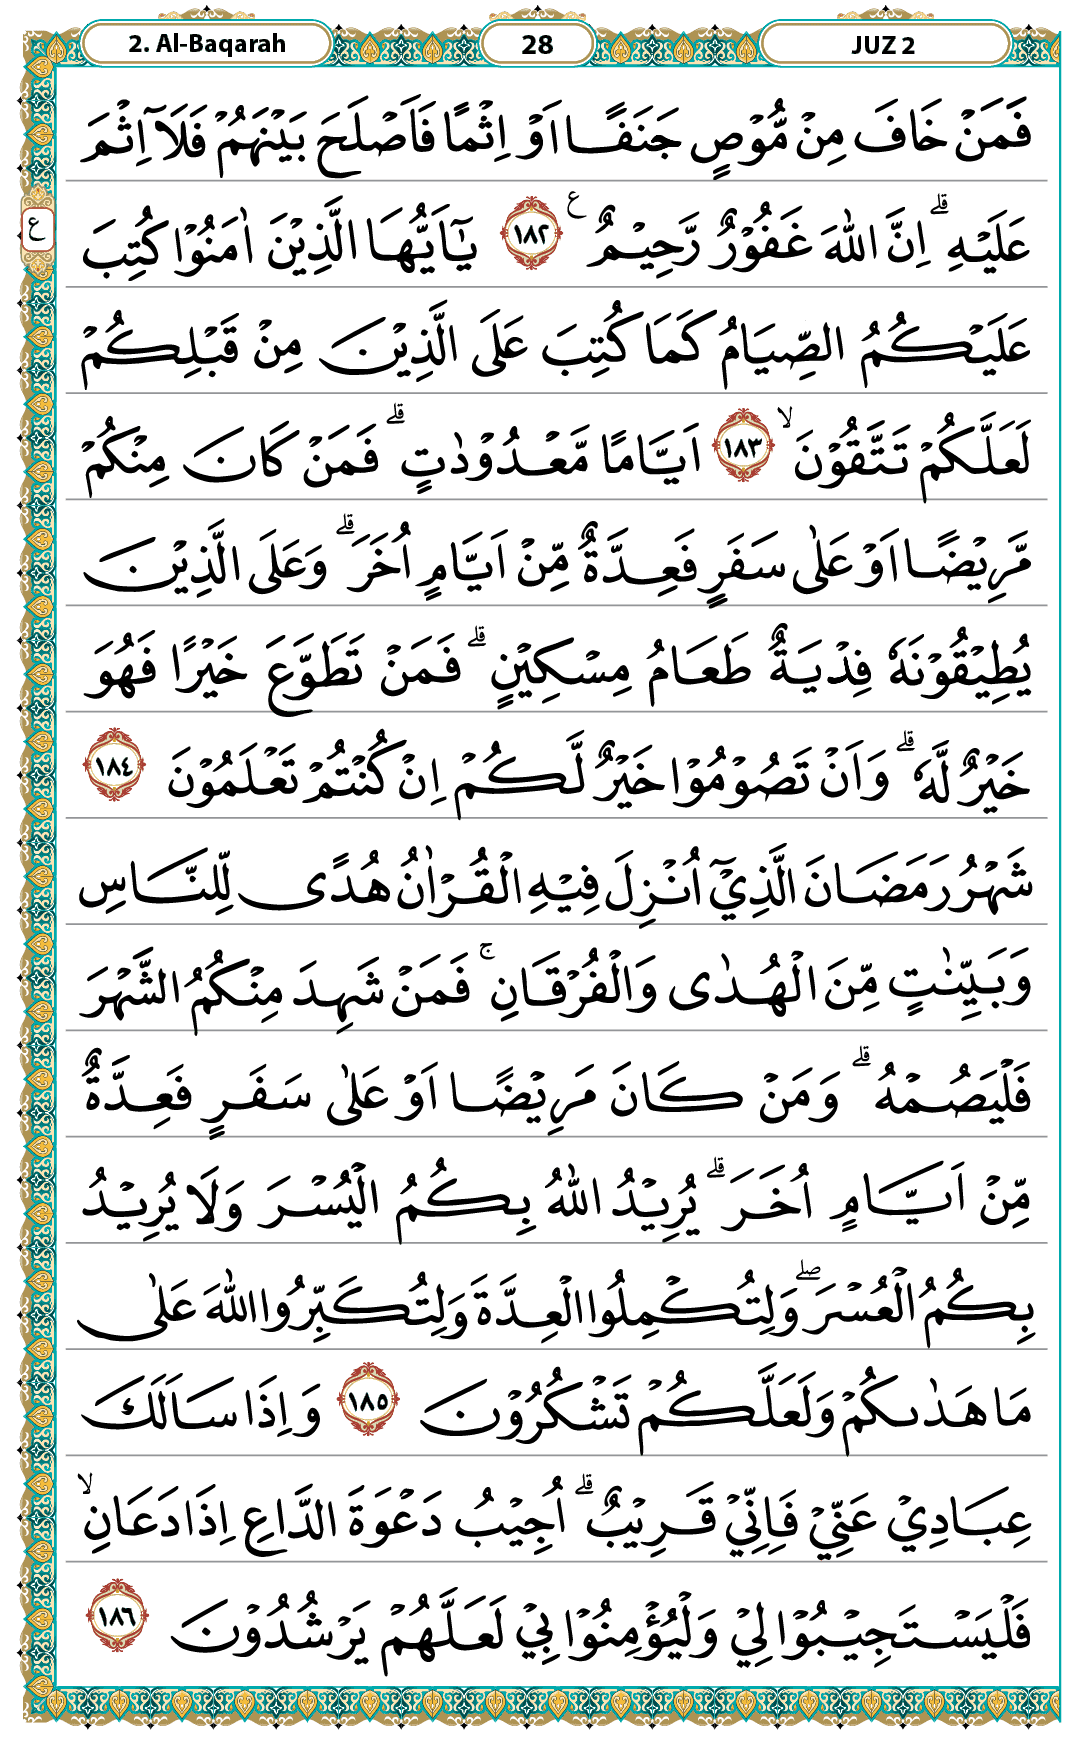 2. Al-Baqarah
28
JUZ 2
فَمَنْ خَافَ مِنْ مُّوْصٍ جَنَفًا اَوْ اِثْمًا فَاَصْلَحَ بَيْنَهُمْ فَلَآ اِثْمَ
عَلَيْهِ ۗ اِنَّ اللّٰهَ غَفُوْرٌ رَّحِيْمٌ ࣖ ١٨٢ يٰٓاَيُّهَا الَّذِيْنَ اٰمَنُوْا كُتِبَ
ع
عَلَيْكُمُ الصِّيَامُ كَمَا كُتِبَ عَلَى الَّذِيْنَ مِنْ قَبْلِكُمْ
لَعَلَّكُمْ تَتَّقُوْنَ ۙ ١٨٣ اَيَّامًا مَّعْدُوْدٰتٍ ۗ فَمَنْ كَانَ مِنْكُمْ
مَّرِيْضًا اَوْ عَلٰى سَفَرٍ فَعِدَّةٌ مِّنْ اَيَّامٍ اُخَرَ ۗ وَعَلَى الَّذِيْنَ
يُطِيْقُوْنَهٗ فِدْيَةٌ طَعَامُ مِسْكِيْنٍ ۗ فَمَنْ تَطَوَّعَ خَيْرًا فَهُوَ
خَيْرٌ لَّهٗ ۗ وَاَنْ تَصُوْمُوْا خَيْرٌ لَّكُمْ اِنْ كُنْتُمْ تَعْلَمُوْنَ ١٨٤
شَهْرُ رَمَضَانَ الَّذِيْٓ اُنْزِلَ فِيْهِ الْقُرْاٰنُ هُدًى لِّلنَّاسِ
وَبَيِّنٰتٍ مِّنَ الْهُدٰى وَالْفُرْقَانِ ۚ فَمَنْ شَهِدَ مِنْكُمُ الشَّهْرَ
فَلْيَصُمْهُ ۗ وَمَنْ كَانَ مَرِيْضًا اَوْ عَلٰى سَفَرٍ فَعِدَّةٌ
مِّنْ اَيَّامٍ اُخَرَ ۗ يُرِيْدُ اللّٰهُ بِكُمُ الْيُسْرَ وَلَا يُرِيْدُ
بِكُمُ الْعُسْرَ ۖ وَلِتُكْمِلُوا الْعِدَّةَ وَلِتُكَبِّرُوا اللّٰهَ عَلٰى
مَا هَدٰىكُمْ وَلَعَلَّكُمْ تَشْكُرُوْنَ ١٨٥ وَاِذَا سَاَلَكَ
عِبَادِيْ عَنِّيْ فَاِنِّيْ قَرِيْبٌ ۗ اُجِيْبُ دَعْوَةَ الدَّاعِ اِذَا دَعَانِ ۙ
فَلْيَسْتَجِيْبُوْا لِيْ وَلْيُؤْمِنُوْا بِيْ لَعَلَّهُمْ يَرْشُدُوْنَ ١٨٦